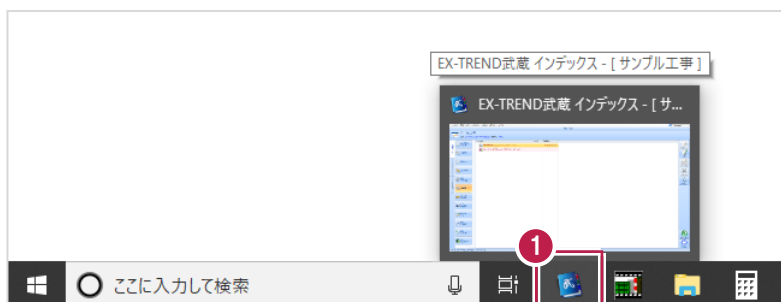 EX-TREND武蔵 インデックス - [ サンプル工事 ]
EX-TREND武蔵 インデックス - [ サ...
1
ここに入力して検索